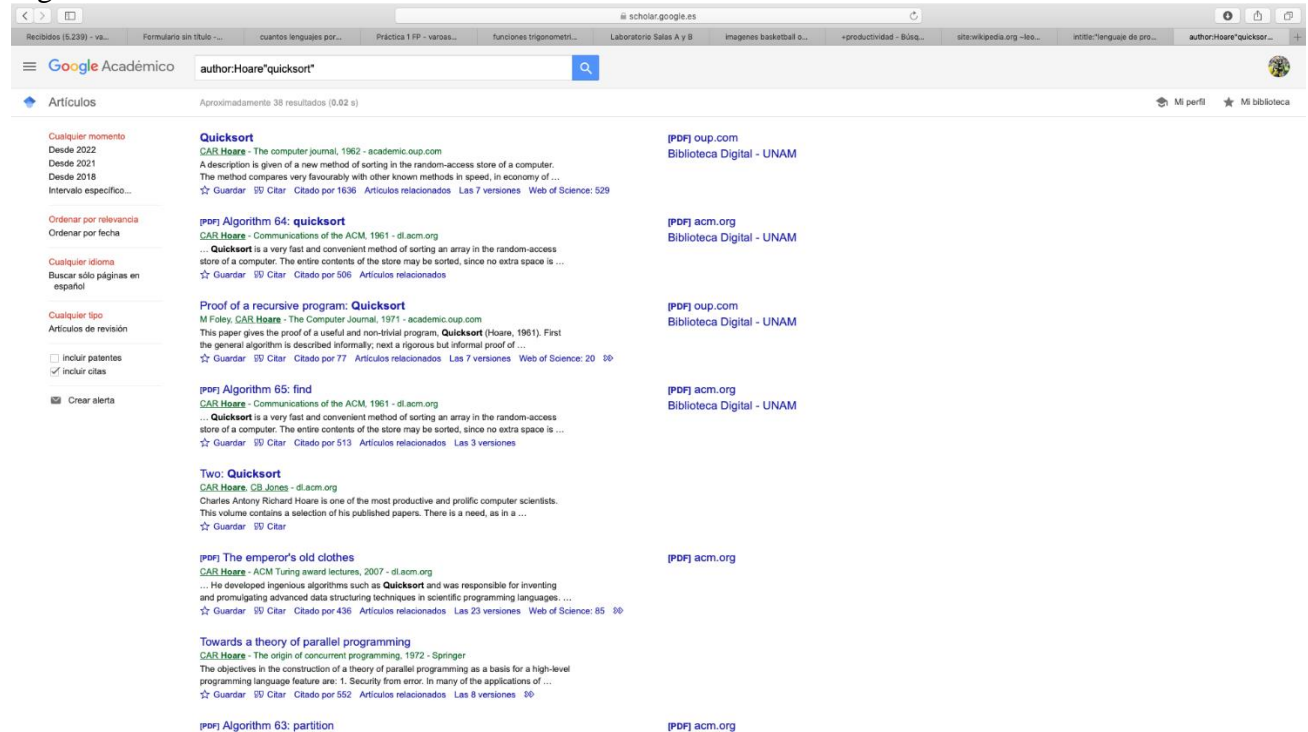 scholar.google.es
Recibidos (5.239) - va...
Formulario sin título -...
cuantos lenguajes por...
Práctica 1 FP - varoas...
funciones trigonometri...
Laboratorio Salas A y B
imagenes basketball o...
+productividad - Búsq...
site:wikipedia.org ~leo...
intitle:"lenguaje de pro...
author:Hoare"quicksor...
Google Académico
author:Hoare"quicksort"
Artículos
Aproximadamente 38 resultados (0.02 s)
Mi perfil
Mi biblioteca
Cualquier momento
Desde 2022
Desde 2021
Desde 2018
Intervalo específico...
Ordenar por relevancia
Ordenar por fecha
Cualquier idioma
Buscar sólo páginas en
español
Cualquier tipo
Artículos de revisión
incluir patentes
incluir citas
Crear alerta
Quicksort
CAR Hoare - The computer journal, 1962 - academic.oup.com
A description is given of a new method of sorting in the random-access store of a computer.
The method compares very favourably with other known methods in speed, in economy of ...
Guardar Citar Citado por 1636 Artículos relacionados Las 7 versiones Web of Science: 529
[PDF] oup.com
Biblioteca Digital - UNAM
[PDF] Algorithm 64: quicksort
CAR Hoare - Communications of the ACM, 1961 - dl.acm.org
... Quicksort is a very fast and convenient method of sorting an array in the random-access
store of a computer. The entire contents of the store may be sorted, since no extra space is ...
Guardar Citar Citado por 506 Artículos relacionados
[PDF] acm.org
Biblioteca Digital - UNAM
Proof of a recursive program: Quicksort
M Foley, CAR Hoare - The Computer Journal, 1971 - academic.oup.com
This paper gives the proof of a useful and non-trivial program, Quicksort (Hoare, 1961). First
the general algorithm is described informally; next a rigorous but informal proof of ...
Guardar Citar Citado por 77 Artículos relacionados Las 7 versiones Web of Science: 20
[PDF] oup.com
Biblioteca Digital - UNAM
[PDF] Algorithm 65: find
CAR Hoare - Communications of the ACM, 1961 - dl.acm.org
... Quicksort is a very fast and convenient method of sorting an array in the random-access
store of a computer. The entire contents of the store may be sorted, since no extra space is ...
Guardar Citar Citado por 513 Artículos relacionados Las 3 versiones
[PDF] acm.org
Biblioteca Digital - UNAM
Two: Quicksort
CAR Hoare, CB Jones - dl.acm.org
Charles Antony Richard Hoare is one of the most productive and prolific computer scientists.
This volume contains a selection of his published papers. There is a need, as in a ...
Guardar Citar
[PDF] The emperor's old clothes
CAR Hoare - ACM Turing award lectures, 2007 - dl.acm.org
... He developed ingenious algorithms such as Quicksort and was responsible for inventing
and promulgating advanced data structuring techniques in scientific programming languages. ...
Guardar Citar Citado por 436 Artículos relacionados Las 23 versiones Web of Science: 85
[PDF] acm.org
Towards a theory of parallel programming
CAR Hoare - The origin of concurrent programming, 1972 - Springer
The objectives in the construction of a theory of parallel programming as a basis for a high-level
programming language feature are: 1. Security from error. In many of the applications of ...
Guardar Citar Citado por 552 Artículos relacionados Las 8 versiones
[PDF] Algorithm 63: partition
[PDF] acm.org